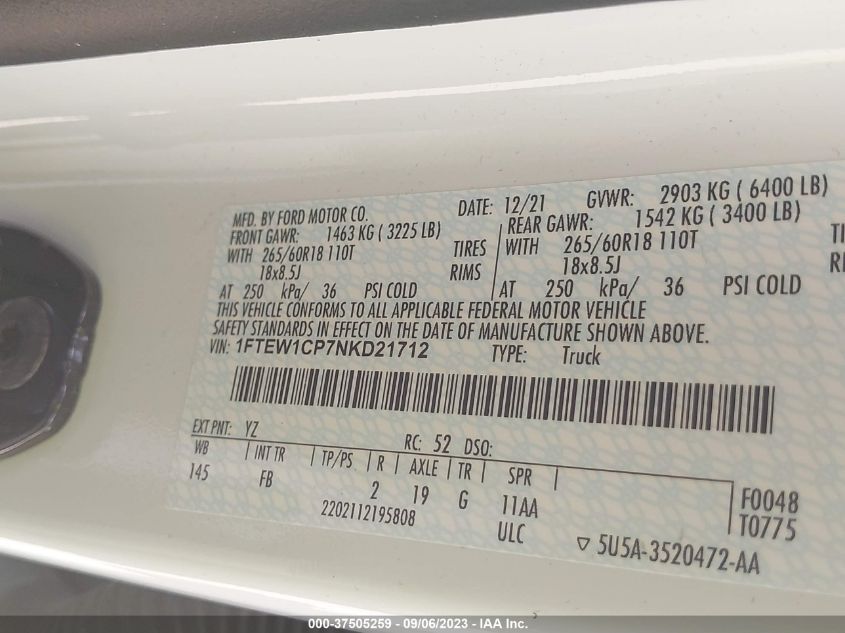 MFD. BY FORD MOTOR CO. DATE: 12/21 GVWR: 2903 KG ( 6400 LB)
FRONT GAWR: 1463 KG ( 3225 LB) REAR GAWR: 1542 KG ( 3400 LB)
WITH 265/60R18 110T TIRES WITH 265/60R18 110T TI
18x8.5J RIMS 18x8.5J RI
AT 250 kPa/ 36 PSI COLD AT 250 kPa/ 36 PSI COLD
THIS VEHICLE CONFORMS TO ALL APPLICABLE FEDERAL MOTOR VEHICLE
SAFETY STANDARDS IN EFFECT ON THE DATE OF MANUFACTURE SHOWN ABOVE.
VIN: 1FTEW1CP7NKD21712 TYPE: Truck
EXT PNT: YZ RC: 52 DSO:
WB INT TR TP/PS R AXLE TR SPR
145 FB 2 19 G 11AA F0048
2202112195808 ULC T0775
▽ 5U5A-3520472-AA
000-37505259 - 09/06/2023 - IAA Inc.